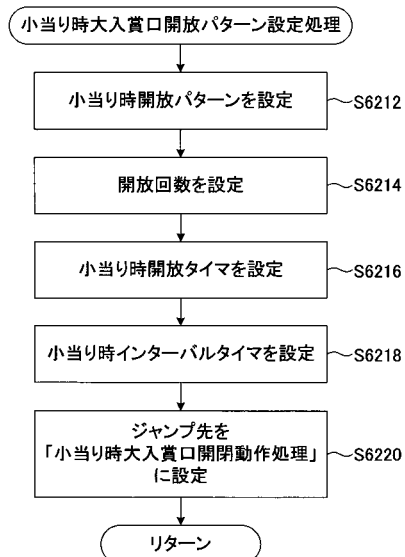 小当り時大入賞口開放パターン設定処理
小当り時開放パターンを設定
S6212
開放回数を設定
S6214
小当り時開放タイマを設定
S6216
小当り時インターバルタイマを設定
S6218
ジャンプ先を
「小当り時大入賞口開閉動作処理」
に設定
S6220
リターン